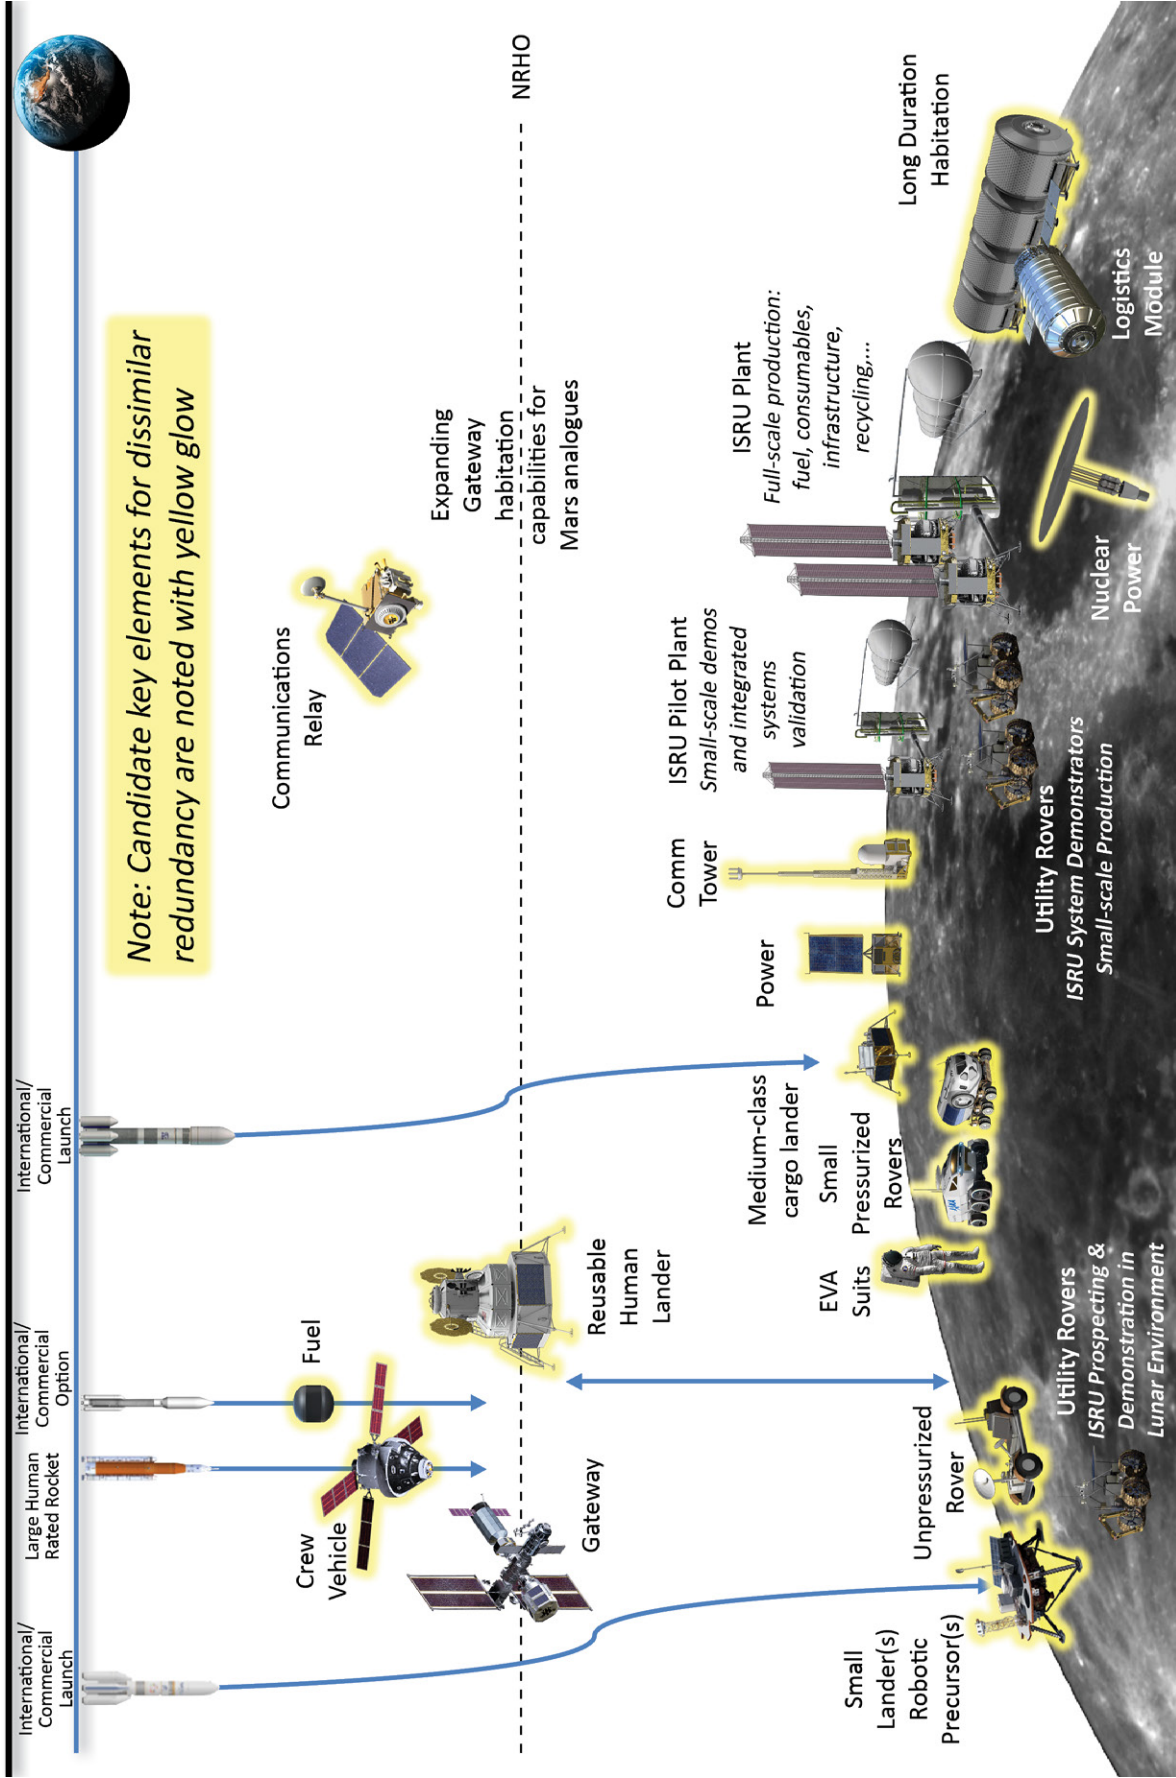 International/
Commercial
Launch
Large Human
Rated Rocket
International/
Commercial
Option
International/
Commercial
Launch
Note: Candidate key elements for dissimilar
redundancy are noted with yellow glow
Crew
Vehicle
Fuel
Communications
Relay
Gateway
Reusable
Human
Lander
Expanding
Gateway
habitation
capabilities for
Mars analogues
NRHO
Small
Lander(s)
Robotic
Precursor(s)
Unpressurized
Rover
EVA
Suits
Medium-class
cargo lander
Small
Pressurized
Rovers
Power
Comm
Tower
ISRU Pilot Plant
Small-scale demos
and integrated
systems
validation
ISRU Plant
Full-scale production:
fuel, consumables,
infrastructure,
recycling,...
Long Duration
Habitation
Utility Rovers
ISRU Prospecting &
Demonstration in
Lunar Environment
Utility Rovers
ISRU System Demonstrators
Small-scale Production
Nuclear
Power
Logistics
Module